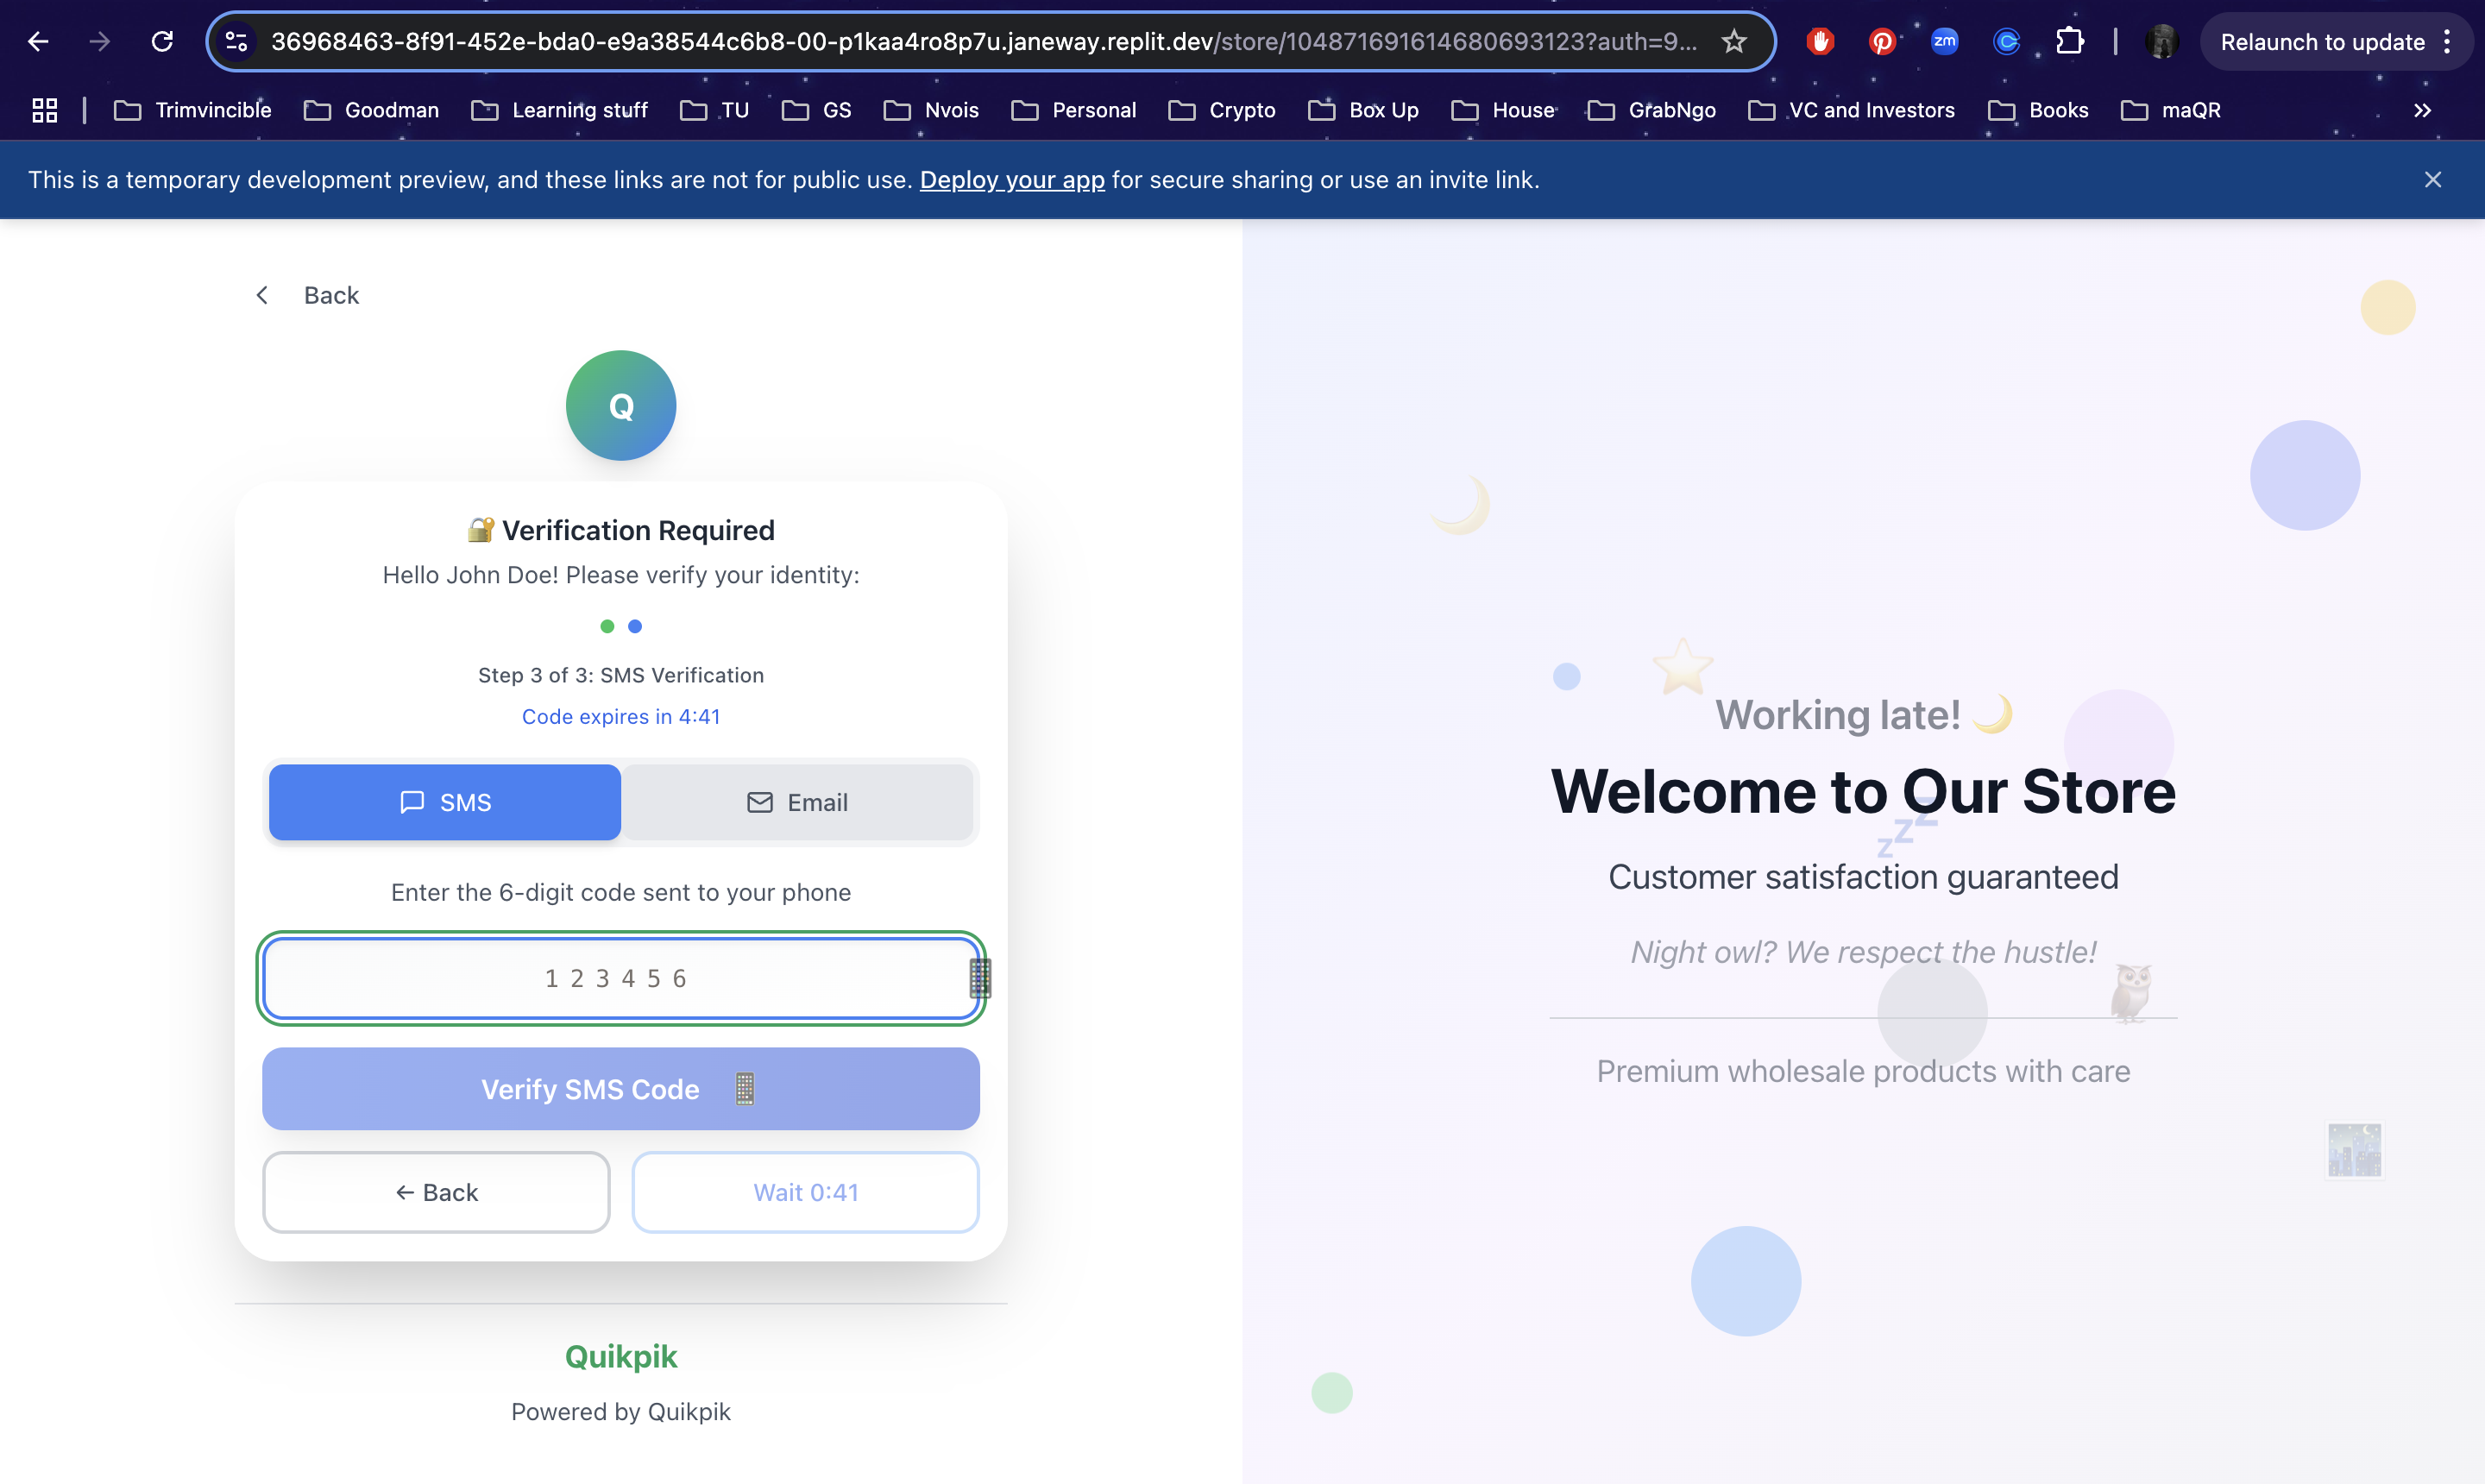 36968463-8f91-452e-bda0-e9a38544c6b8-00-p1kaa4ro8p7u.janeway.replit.dev/store/104871691614680693123?auth=9...
zm
Relaunch to update
Trimvincible
Goodman
Learning stuff
TU
GS
Nvois
Personal
Crypto
Box Up
House
GrabNgo
VC and Investors
Books
maQR
This is a temporary development preview, and these links are not for public use. Deploy your app for secure sharing or use an invite link.
Back
Q
🔐 Verification Required
Hello John Doe! Please verify your identity:
Step 3 of 3: SMS Verification
Code expires in 4:41
SMS
Email
Enter the 6-digit code sent to your phone
1 2 3 4 5 6
Verify SMS Code 📱
← Back
Wait 0:41
Quikpik
Powered by Quikpik
Working late! 🌙
Welcome to Our Store
Customer satisfaction guaranteed
Night owl? We respect the hustle!
Premium wholesale products with care